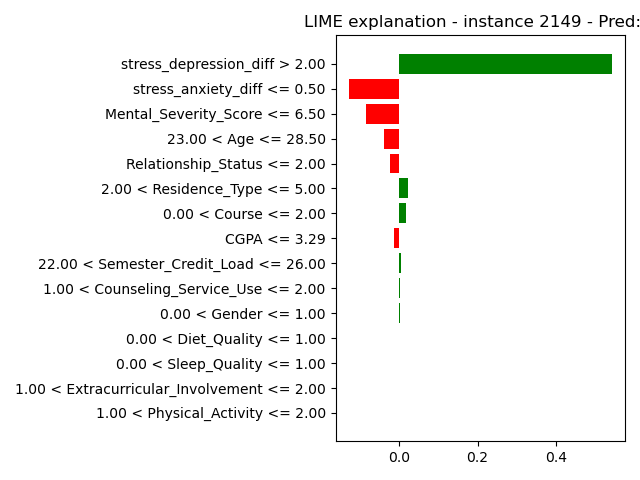 LIME explanation - instance 2149 - Pred:
stress_depression_diff > 2.00
stress_anxiety_diff <= 0.50
Mental_Severity_Score <= 6.50
23.00 < Age <= 28.50
Relationship_Status <= 2.00
2.00 < Residence_Type <= 5.00
0.00 < Course <= 2.00
CGPA <= 3.29
22.00 < Semester_Credit_Load <= 26.00
1.00 < Counseling_Service_Use <= 2.00
0.00 < Gender <= 1.00
0.00 < Diet_Quality <= 1.00
0.00 < Sleep_Quality <= 1.00
1.00 < Extracurricular_Involvement <= 2.00
1.00 < Physical_Activity <= 2.00
0.0 0.2 0.4